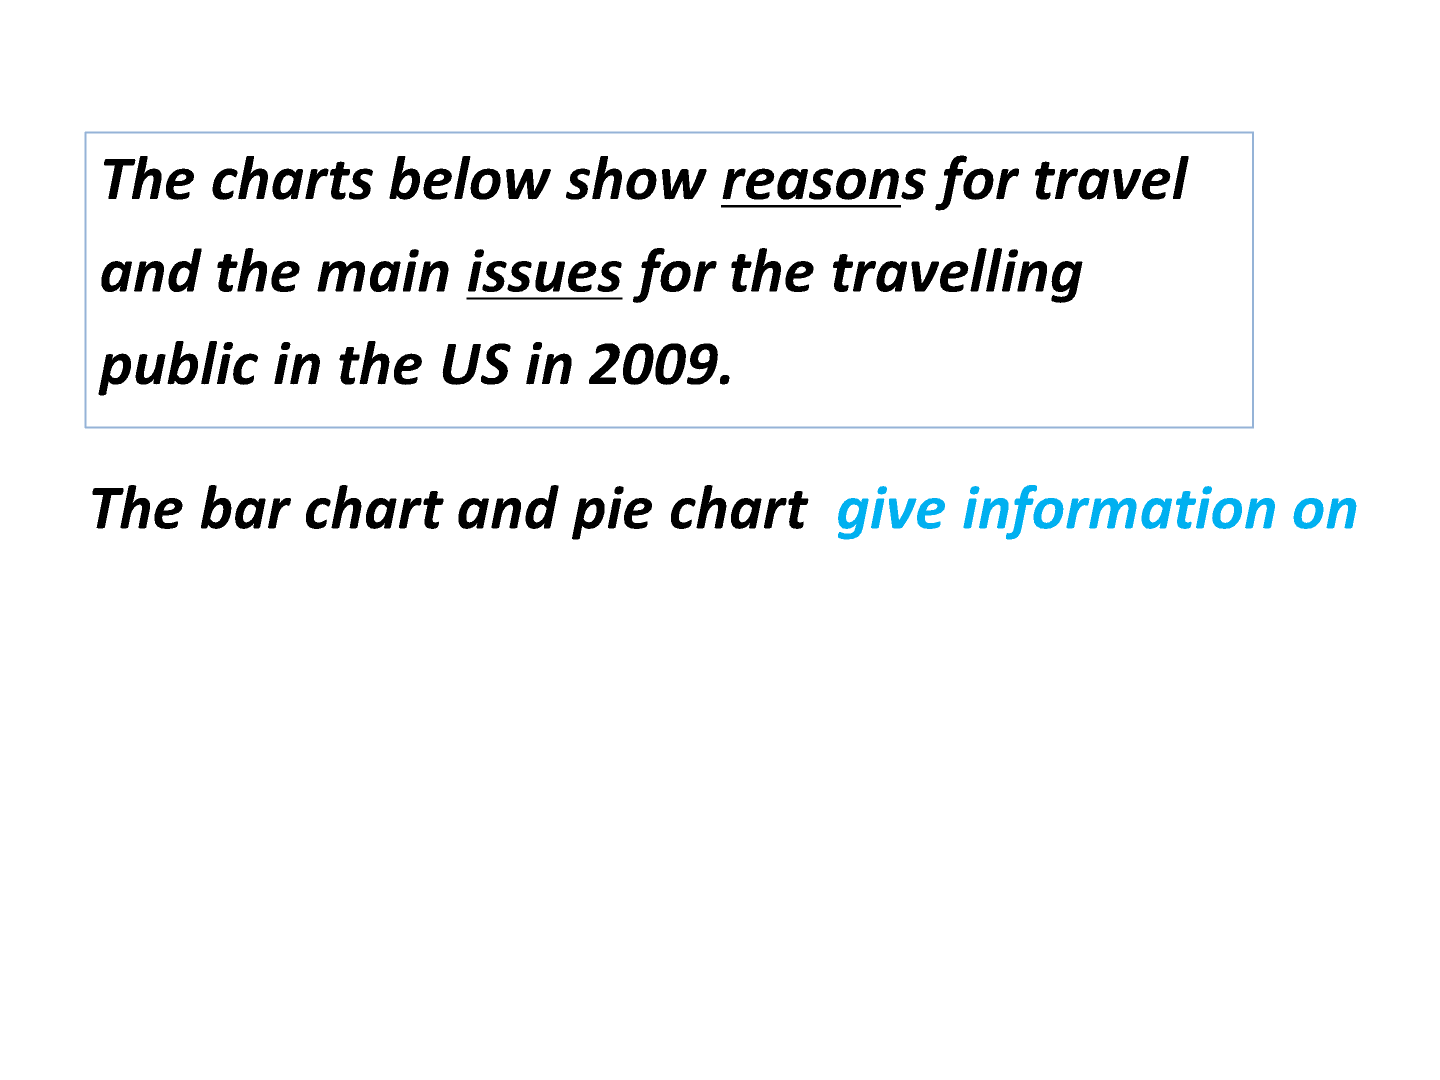 The charts below show reasons for travel
and the main issues for the travelling
public in the US in 2009.
The bar chart and pie chart give information on